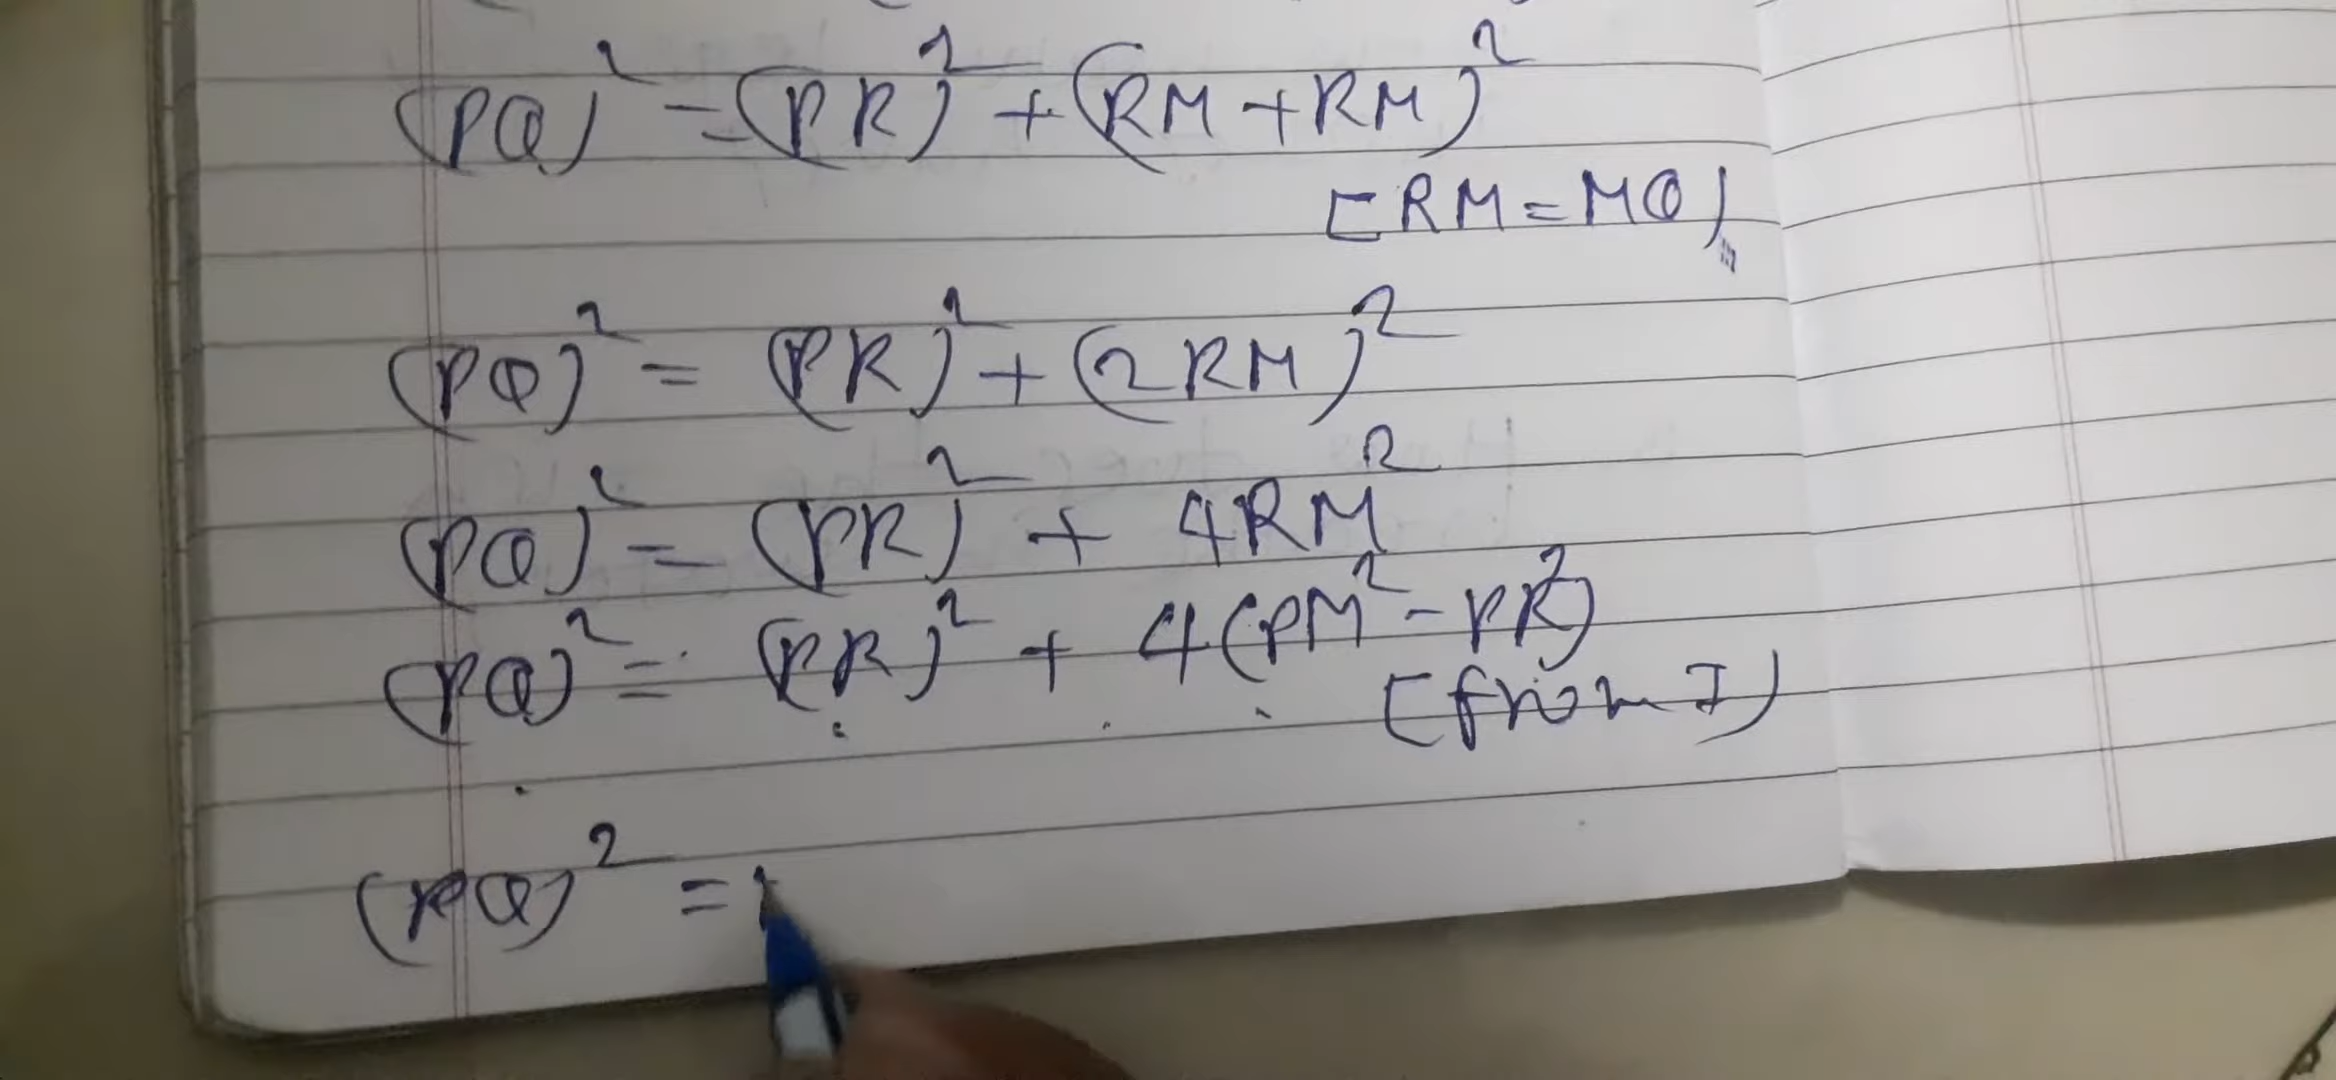 (PQ)² = (PR)² + (RM + RM)²
[RM = MQ]
(PQ)² = (PR)² + (2RM)²
(PQ)² = (PR)² + 4RM²
(PQ)² = (PR)² + 4(PM² - PR²)
[from I]
(PQ)² =